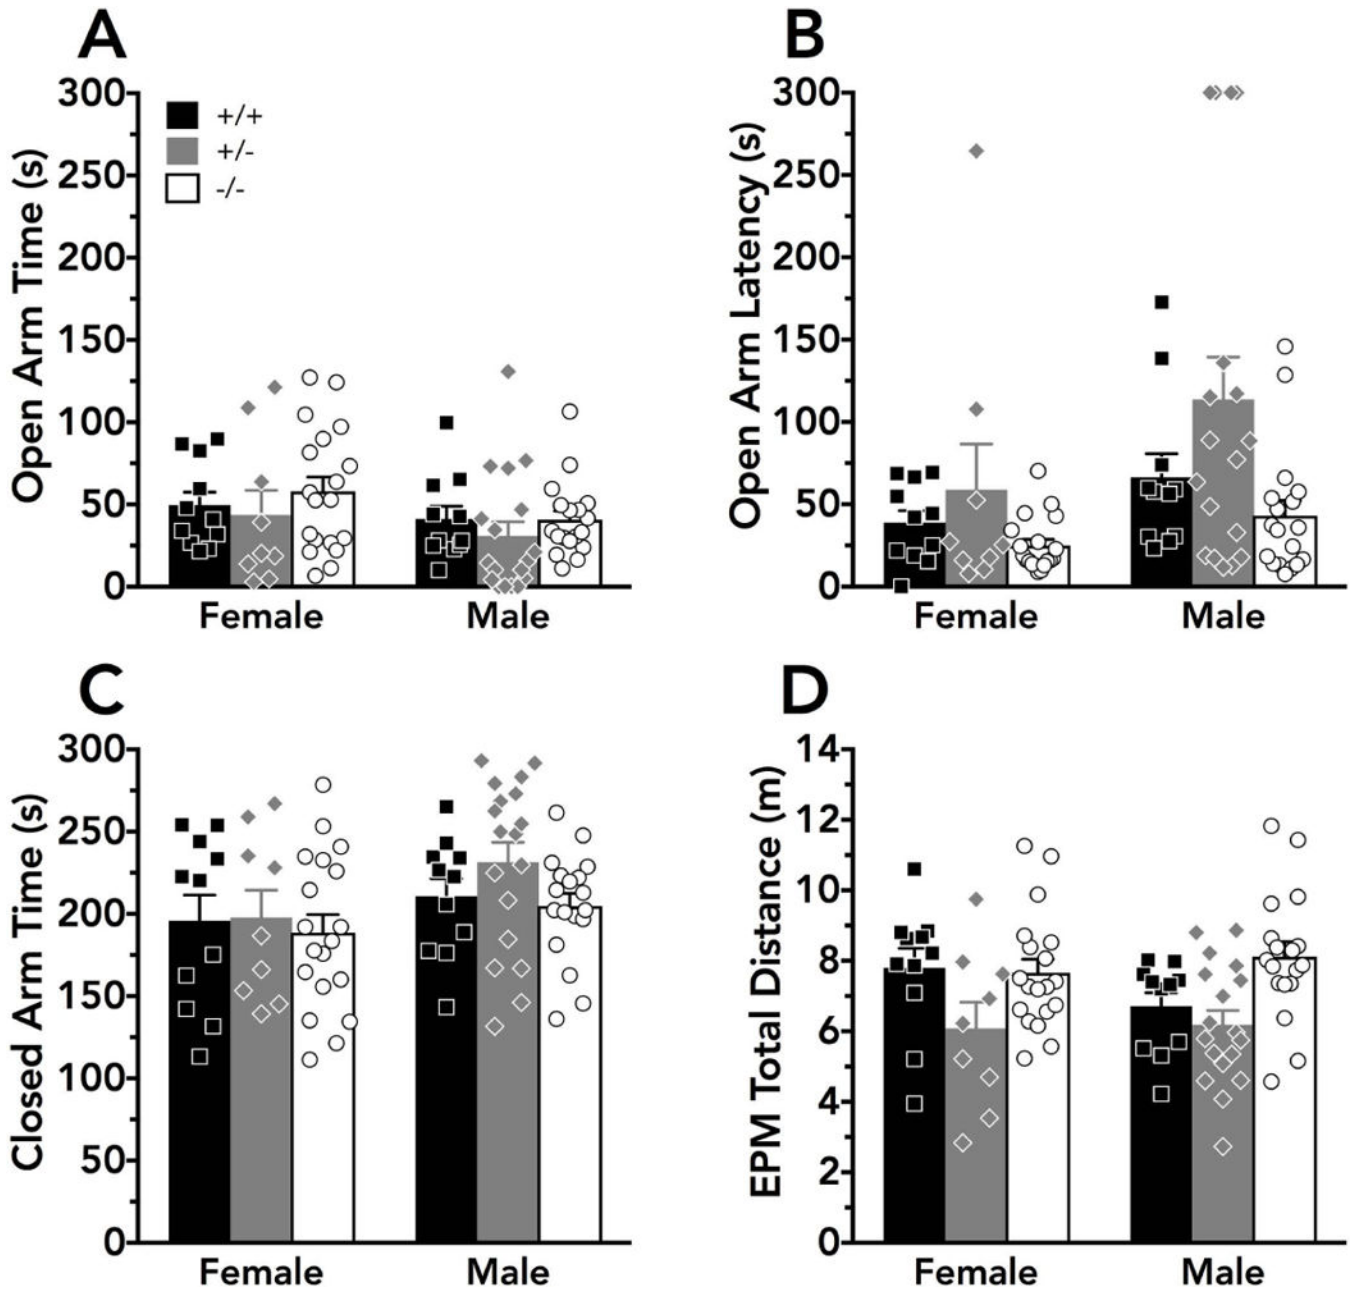 A
Open Arm Time (s)
300
250
200
150
100
50
0
+/+
+/-
-/-
Female
Male
B
Open Arm Latency (s)
300
250
200
150
100
50
0
Female
Male
C
Closed Arm Time (s)
300
250
200
150
100
50
0
Female
Male
D
EPM Total Distance (m)
14
12
10
8
6
4
2
0
Female
Male